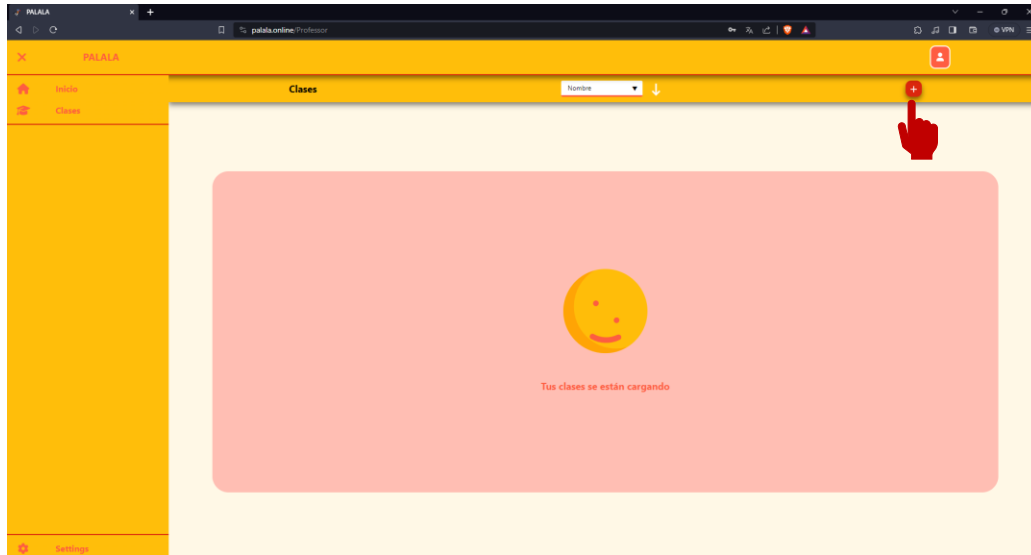 PALALA
palala.online/Professor
VPN
PALALA
Inicio
Clases
Clases
Nombre
Tus clases se están cargando
Settings